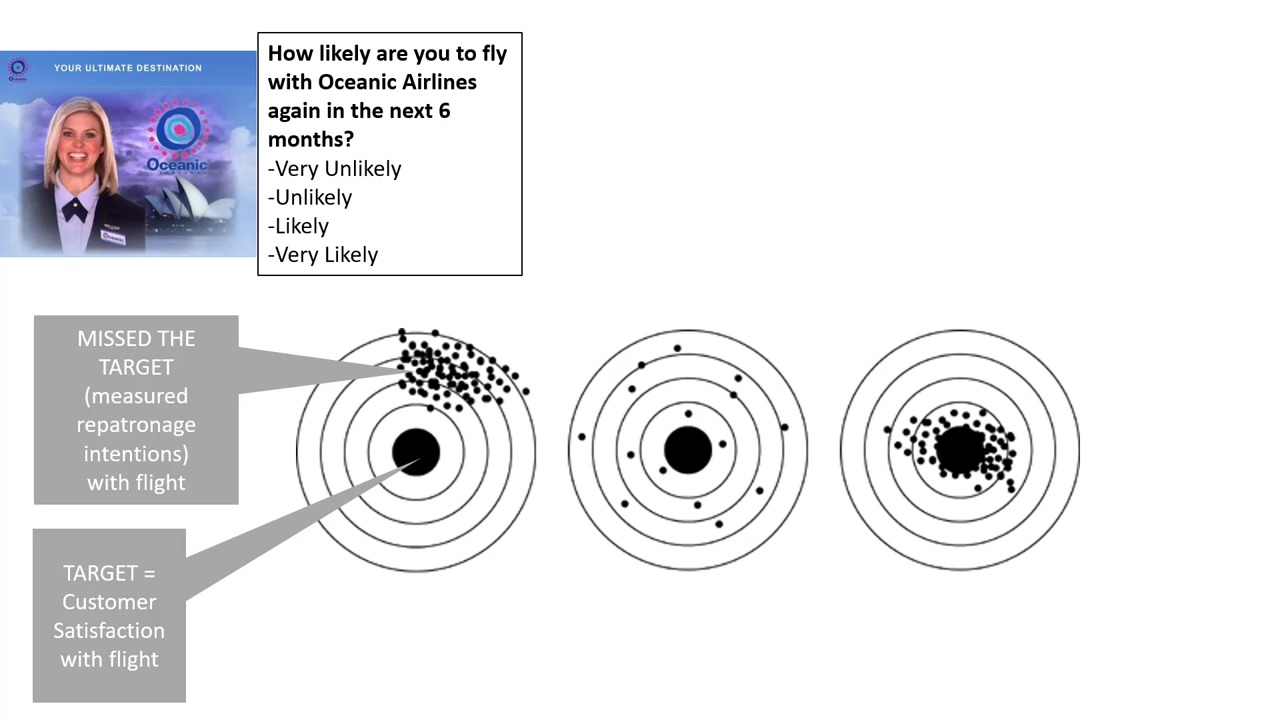 YOUR ULTIMATE DESTINATION
Oceanic
Oceanic
How likely are you to fly
with Oceanic Airlines
again in the next 6
months?
-Very Unlikely
-Unlikely
-Likely
-Very Likely
MISSED THE
TARGET
(measured
repatronage
intentions)
with flight
TARGET =
Customer
Satisfaction
with flight